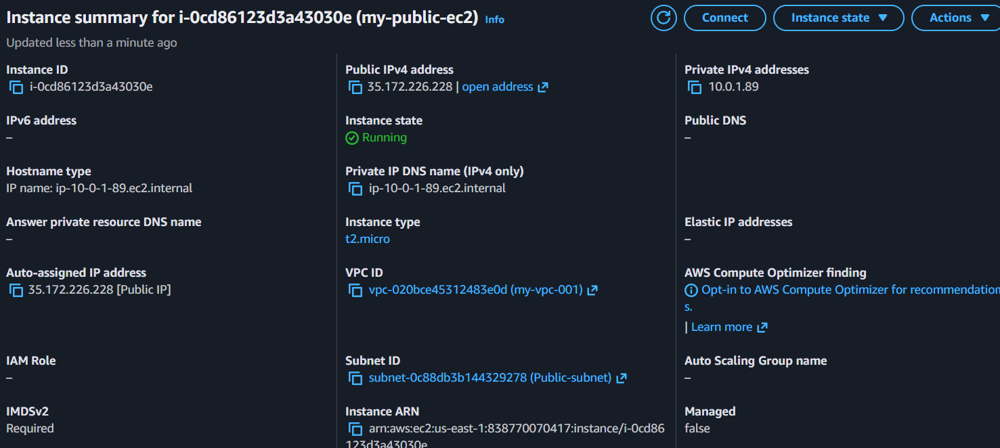 Instance summary for i-0cd86123d3a43030e (my-public-ec2) Info
Connect
Instance state
Actions
Updated less than a minute ago
Instance ID
i-0cd86123d3a43030e
Public IPv4 address
35.172.226.228 | open address
Private IPv4 addresses
10.0.1.89
IPv6 address
–
Instance state
Running
Public DNS
–
Hostname type
IP name: ip-10-0-1-89.ec2.internal
Private IP DNS name (IPv4 only)
ip-10-0-1-89.ec2.internal
Answer private resource DNS name
–
Instance type
t2.micro
Elastic IP addresses
–
Auto-assigned IP address
35.172.226.228 [Public IP]
VPC ID
vpc-020bce45312483e0d (my-vpc-001)
AWS Compute Optimizer finding
Opt-in to AWS Compute Optimizer for recommendation
s.
| Learn more
IAM Role
–
Subnet ID
subnet-0c88db3b144329278 (Public-subnet)
Auto Scaling Group name
–
IMDSv2
Required
Instance ARN
arn:aws:ec2:us-east-1:838770070417:instance/i-0cd86
123d3a43030e
Managed
false